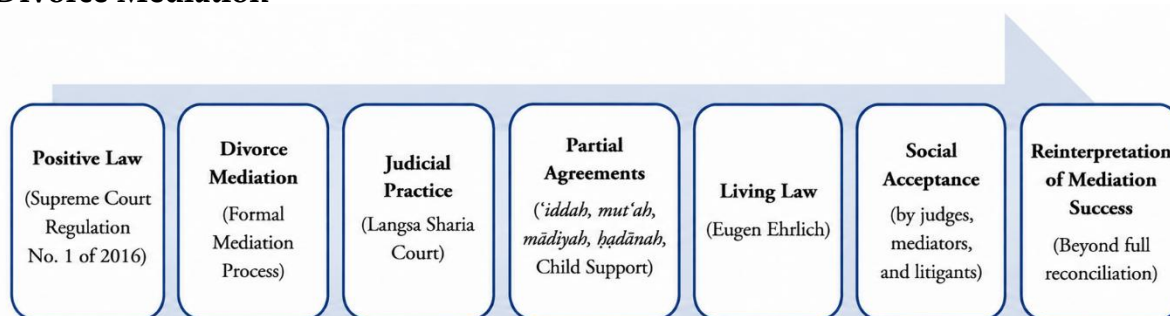 Divorce Mediation
Positive Law
(Supreme Court
Regulation
No. 1 of 2016)
Divorce
Mediation
(Formal
Mediation
Process)
Judicial
Practice
(Langsa Sharia
Court)
Partial
Agreements
(‘iddah, mut‘ah,
mādiyah, ḥaḍānah,
Child Support)
Living Law
(Eugen Ehrlich)
Social
Acceptance
(by judges,
mediators,
and litigants)
Reinterpretation
of Mediation
Success
(Beyond full
reconciliation)